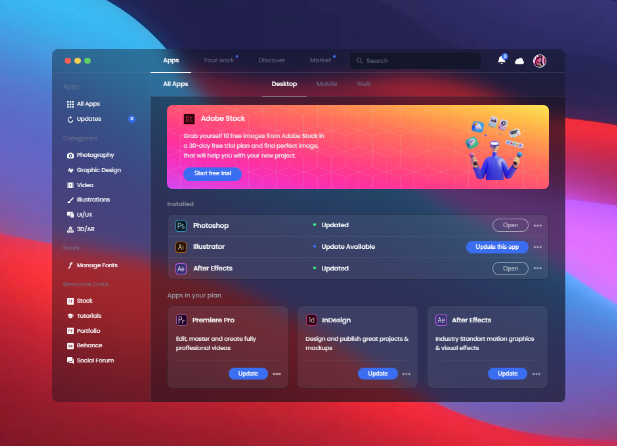 Apps Your work Discover Market Search
All Apps Desktop Mobile Web
Apps
All Apps
Updates
Categories
Photography
Graphic Design
Video
Illustrations
UI/UX
3D/AR
Fonts
Manage Fonts
Resource Links
Stock
Tutorials
Portfolio
Behance
Social Forum
St Adobe Stock
Grab yourself 10 free images from Adobe Stock in
a 30-day free trial plan and find perfect image,
that will help you with your new project.
Start free trial
Installed
Ps Photoshop Updated Open
Ai Illustrator Update Available Update this app
Ae After Effects Updated Open
Apps in your plan
Pr Premiere Pro
Edit, master and create fully
proffesional videos
Update
Id InDesign
Design and publish great projects &
mockups
Update
Ae After Effects
Industry Standart motion graphics
& visual effects
Update